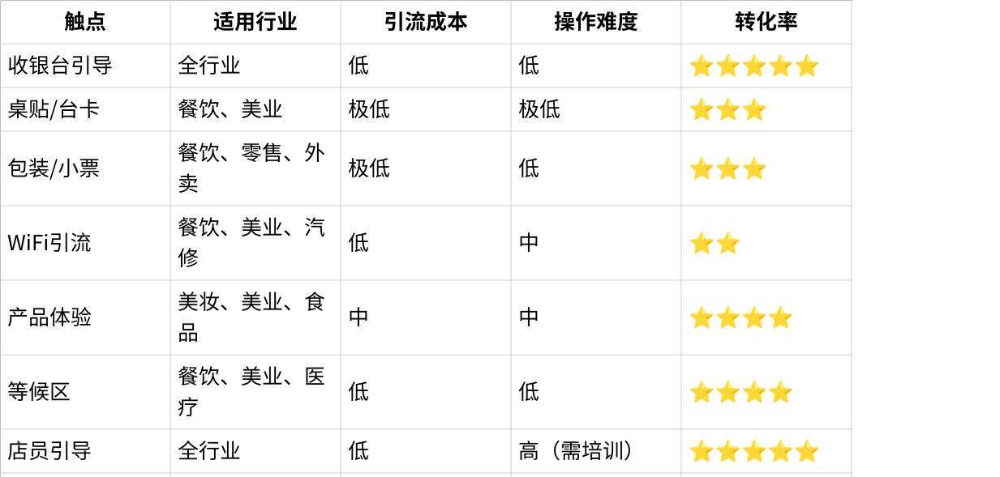 触点 适用行业 引流成本 操作难度 转化率
收银台引导 全行业 低 低 ⭐⭐⭐⭐⭐
桌贴/台卡 餐饮、美业 极低 极低 ⭐⭐⭐
包装/小票 餐饮、零售、外
卖 极低 低 ⭐⭐⭐
WiFi引流 餐饮、美业、汽
修 低 中 ⭐⭐
产品体验 美妆、美业、食
品 中 中 ⭐⭐⭐⭐
等候区 餐饮、美业、医
疗 低 低 ⭐⭐⭐⭐
店员引导 全行业 低 高（需培训） ⭐⭐⭐⭐⭐